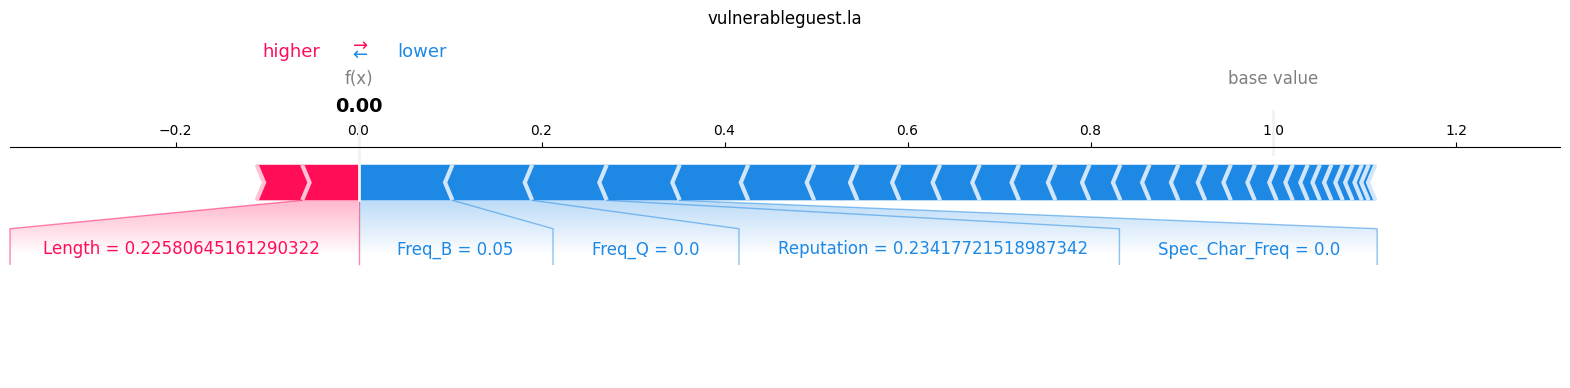 vulnerableguest.la
higher ⇄ lower
f(x) base value
0.00
−0.2 0.0 0.2 0.4 0.6 0.8 1.0 1.2
Length = 0.22580645161290322 Freq_B = 0.05 Freq_Q = 0.0 Reputation = 0.23417721518987342 Spec_Char_Freq = 0.0